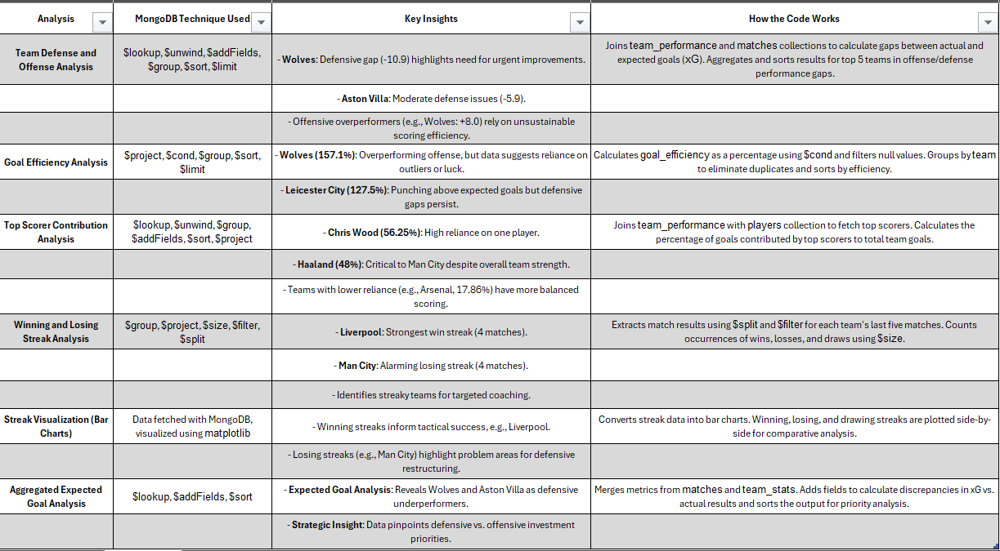 Analysis
MongoDB Technique Used
Key Insights
How the Code Works
Team Defense and
Offense Analysis
$lookup, $unwind, $addFields,
$group, $sort, $limit
- Wolves: Defensive gap (-10.9) highlights need for urgent improvements.
Joins team_performance and matches collections to calculate gaps between actual and
expected goals (xG). Aggregates and sorts results for top 5 teams in offense/defense
performance gaps.
- Aston Villa: Moderate defense issues (-5.9).
- Offensive overperformers (e.g., Wolves: +8.0) rely on unsustainable
scoring efficiency.
Goal Efficiency Analysis
$project, $cond, $group, $sort,
$limit
- Wolves (157.1%): Overperforming offense, but data suggests reliance on
outliers or luck.
Calculates goal_efficiency as a percentage using $cond and filters null values. Groups by team
to eliminate duplicates and sorts by efficiency.
- Leicester City (127.5%): Punching above expected goals but defensive
gaps persist.
Top Scorer Contribution
Analysis
$lookup, $unwind, $group,
$addFields, $sort, $project
- Chris Wood (56.25%): High reliance on one player.
Joins team_performance with players collection to fetch top scorers. Calculates the
percentage of goals contributed by top scorers to total team goals.
- Haaland (48%): Critical to Man City despite overall team strength.
- Teams with lower reliance (e.g., Arsenal, 17.86%) have more balanced
scoring.
Winning and Losing
Streak Analysis
$group, $project, $size, $filter,
$split
- Liverpool: Strongest win streak (4 matches).
Extracts match results using $split and $filter for each team's last five matches. Counts
occurrences of wins, losses, and draws using $size.
- Man City: Alarming losing streak (4 matches).
- Identifies streaky teams for targeted coaching.
Streak Visualization (Bar
Charts)
Data fetched with MongoDB,
visualized using matplotlib
- Winning streaks inform tactical success, e.g., Liverpool.
Converts streak data into bar charts. Winning, losing, and drawing streaks are plotted side-by-
side for comparative analysis.
- Losing streaks (e.g., Man City) highlight problem areas for defensive
restructuring.
Aggregated Expected
Goal Analysis
$lookup, $addFields, $sort
- Expected Goal Analysis: Reveals Wolves and Aston Villa as defensive
underperformers.
Merges metrics from matches and team_stats. Adds fields to calculate discrepancies in xG vs.
actual results and sorts the output for priority analysis.
- Strategic Insight: Data pinpoints defensive vs. offensive investment
priorities.